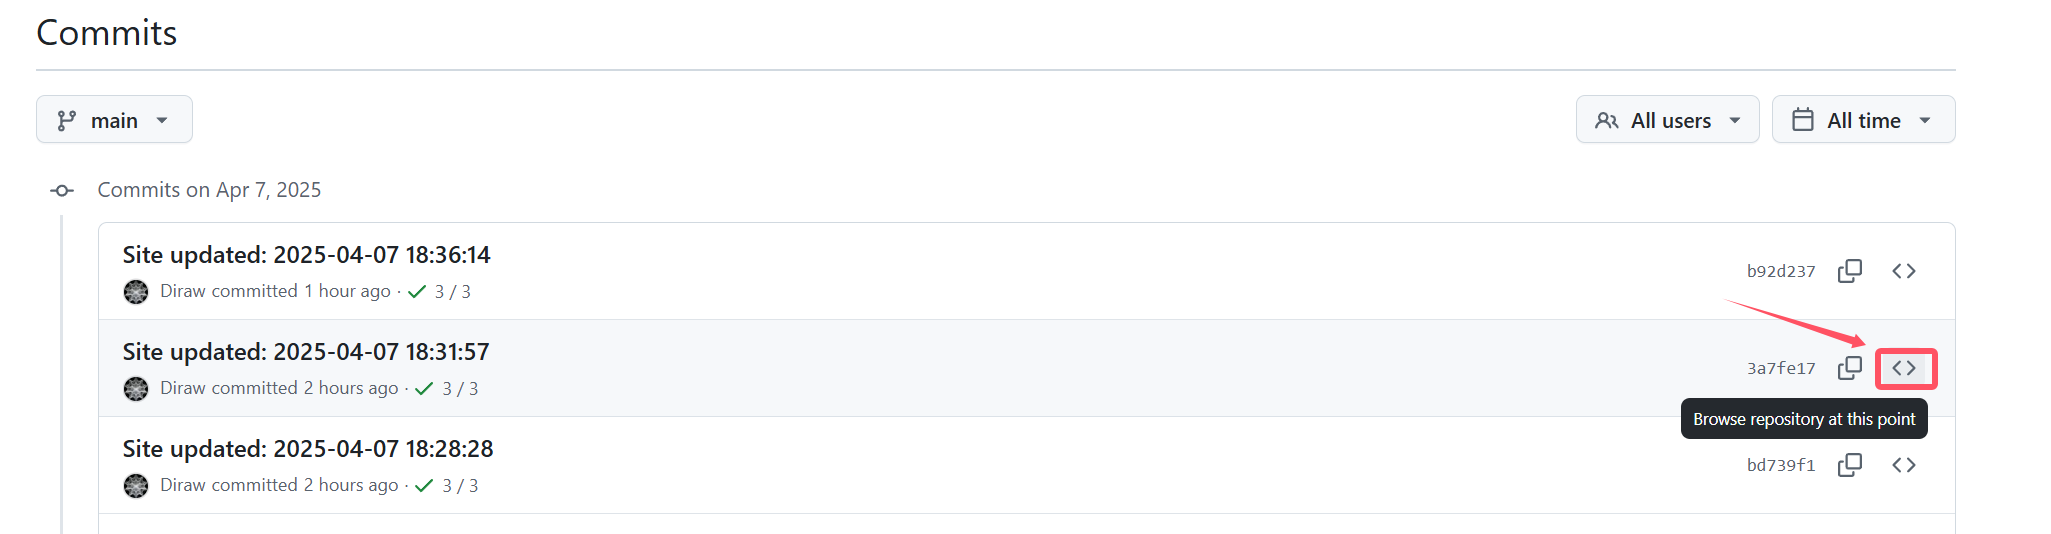 Commits
main
All users
All time
Commits on Apr 7, 2025
Site updated: 2025-04-07 18:36:14
Diraw committed 1 hour ago · 3 / 3
b92d237
Site updated: 2025-04-07 18:31:57
Diraw committed 2 hours ago · 3 / 3
3a7fe17
Browse repository at this point
Site updated: 2025-04-07 18:28:28
Diraw committed 2 hours ago · 3 / 3
bd739f1